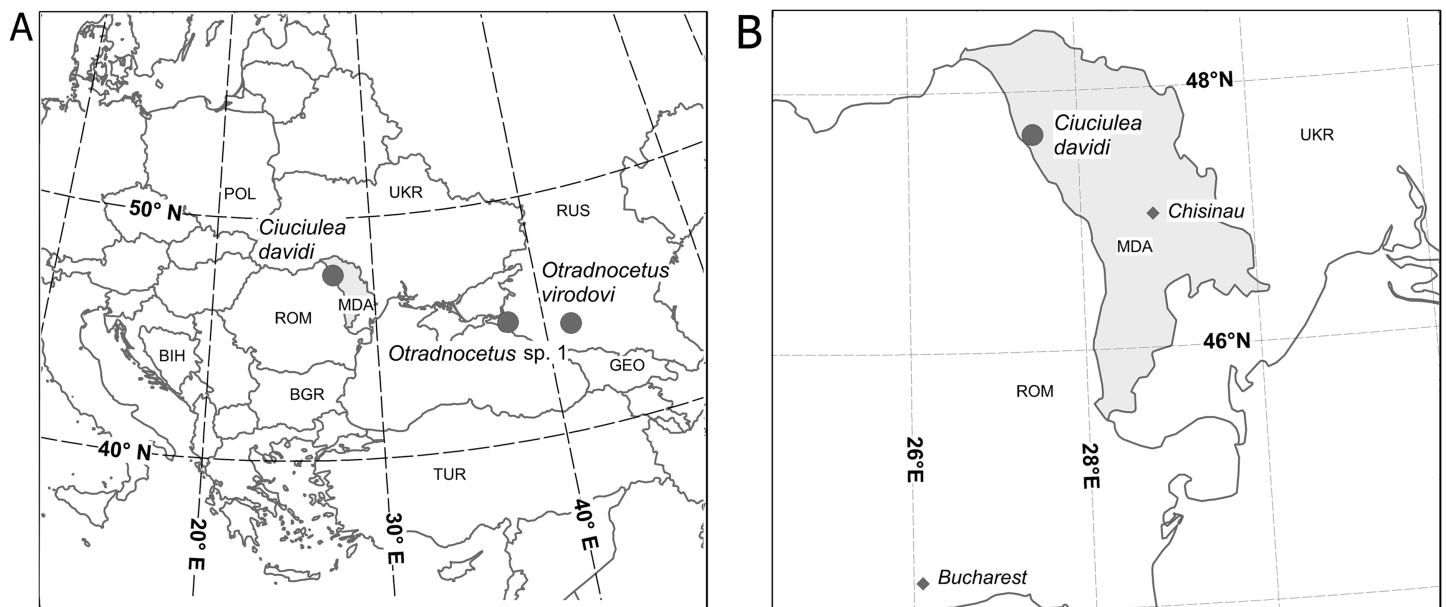 A
POL
UKR
50° N
RUS
Ciuciulea
davidi
Otradnocetus
virodovi
MDA
ROM
BIH
Otradnocetus sp. 1
GEO
BGR
40° N
TUR
20° E
30° E
40° E
B
48°N
Ciuciulea
davidi
UKR
Chisinau
MDA
46°N
ROM
26°E
28°E
Bucharest